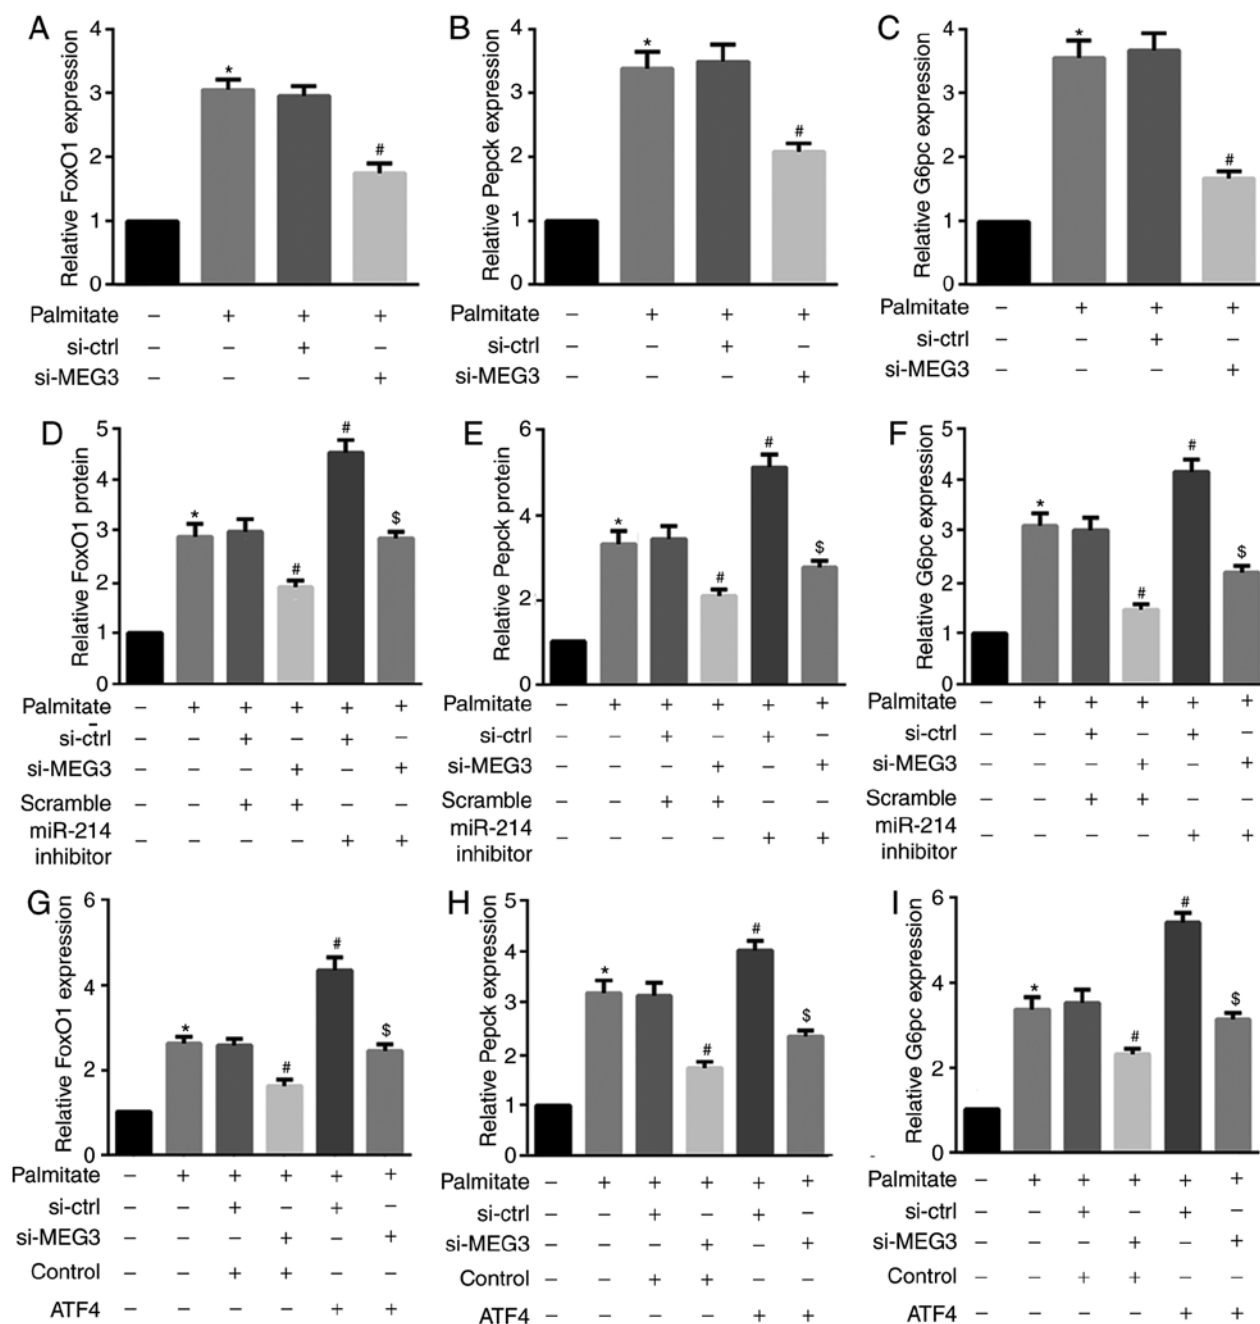 A
Relative FoxO1 expression
4
3
2
1
0
*
#
Palmitate – + + +
si-ctrl – – + –
si-MEG3 – – – +
B
Relative Pepck expression
4
3
2
1
0
*
#
Palmitate – + + +
si-ctrl – – + –
si-MEG3 – – – +
C
Relative G6pc expression
4
3
2
1
0
*
#
Palmitate – + + +
si-ctrl – – + –
si-MEG3 – – – +
D
Relative FoxO1 protein
5
4
3
2
1
0
*
#
#
$
Palmitate – + + + + +
si-ctrl – – + – + –
si-MEG3 – – – + – +
Scramble – – + + – –
miR-214
inhibitor – – – – + +
E
Relative Pepck protein
6
4
2
0
*
#
#
$
Palmitate – + + + + +
si-ctrl – – + – + –
si-MEG3 – – – + – +
Scramble – – + + – –
miR-214
inhibitor – – – – + +
F
Relative G6pc expression
5
4
3
2
1
0
*
#
#
$
Palmitate – + + + + +
si-ctrl – – + – + –
si-MEG3 – – – + – +
Scramble – – + + – –
miR-214
inhibitor – – – – + +
G
Relative FoxO1 expression
6
4
2
0
*
#
#
$
Palmitate – + + + + +
si-ctrl – – + – + –
si-MEG3 – – – + – +
Control – – + + – –
ATF4 – – – – + +
H
Relative Pepck expression
5
4
3
2
1
0
*
#
#
$
Palmitate – + + + + +
si-ctrl – – + – + –
si-MEG3 – – – + – +
Control – – + + – –
ATF4 – – – – + +
I
Relative G6pc expression
6
4
2
0
*
#
#
$
Palmitate – + + + + +
si-ctrl – – + – + –
si-MEG3 – – – + – +
Control – – + + – –
ATF4 – – – – + +